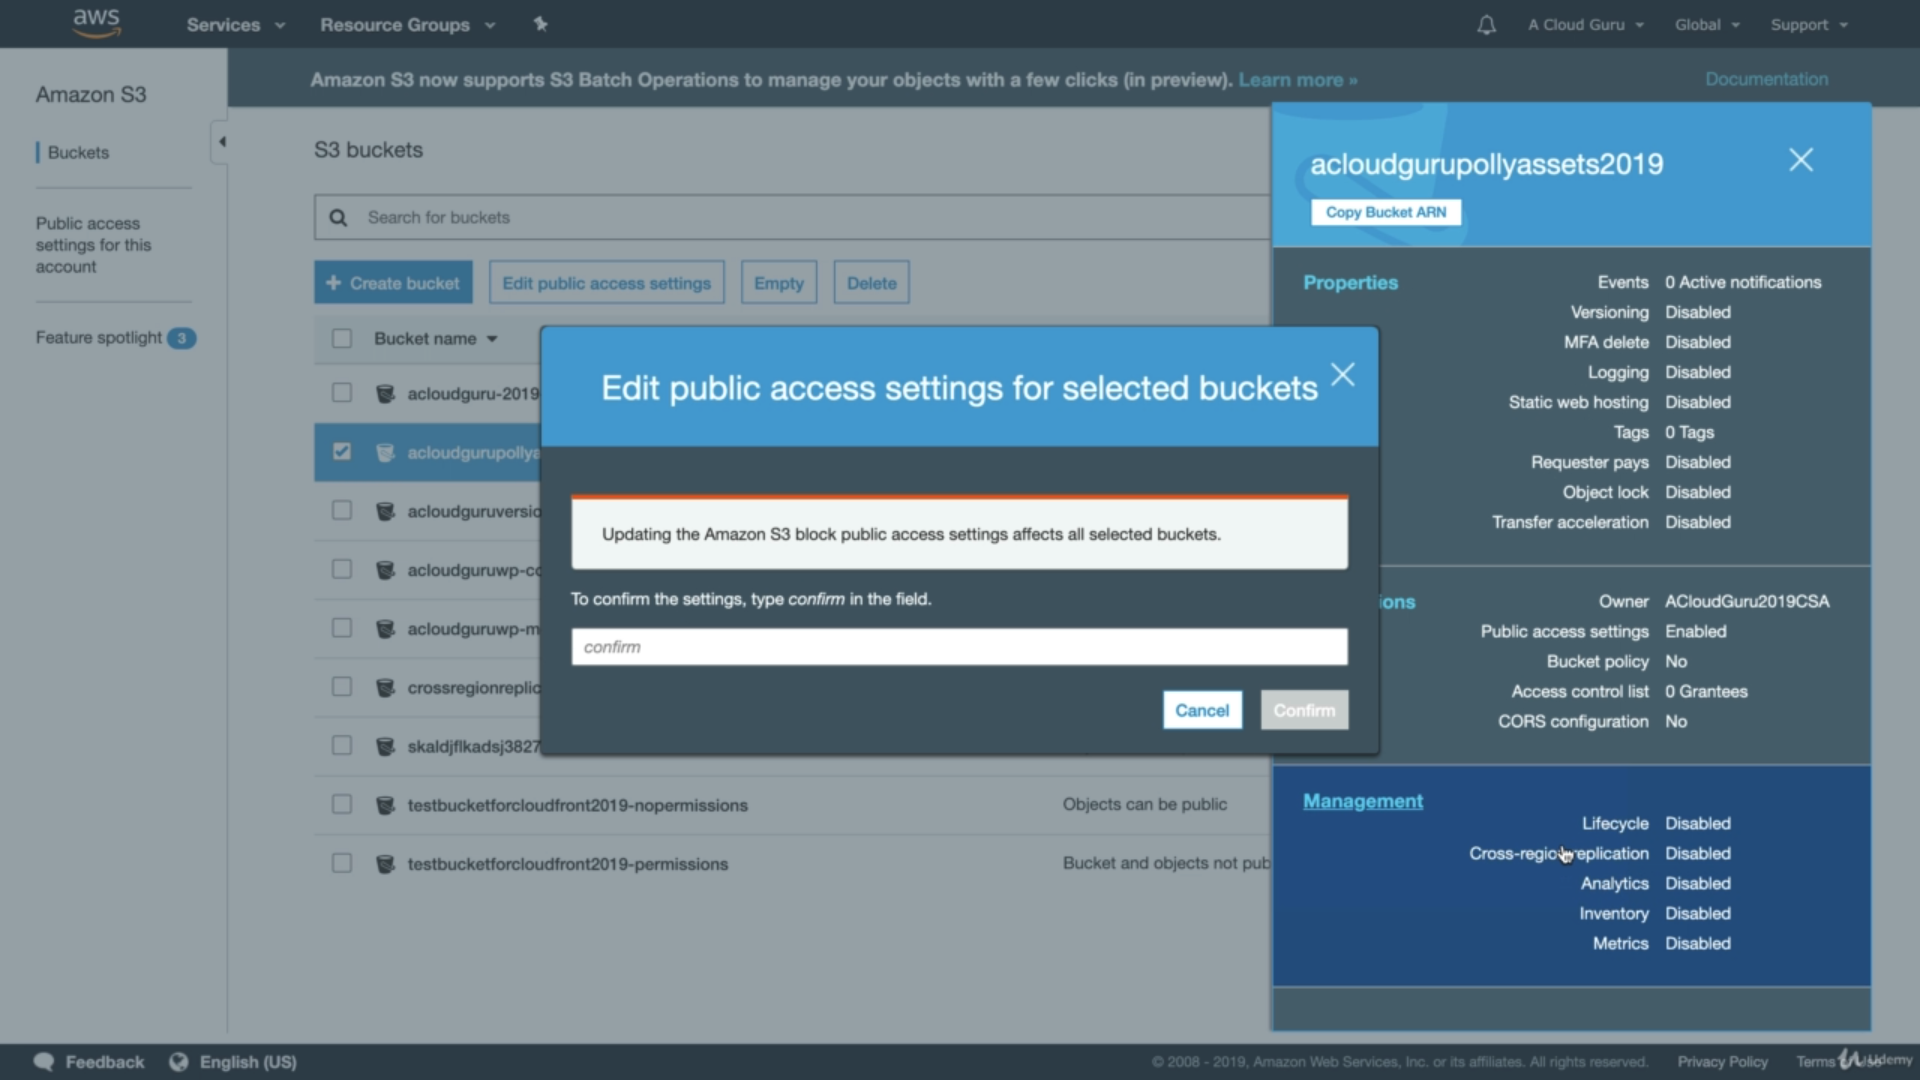 aws
Services
Resource Groups
A Cloud Guru
Global
Support
Amazon S3 now supports S3 Batch Operations to manage your objects with a few clicks (in preview). Learn more »
Documentation
Amazon S3
Buckets
Public access
settings for this
account
Feature spotlight 3
S3 buckets
Search for buckets
+ Create bucket
Edit public access settings
Empty
Delete
Bucket name
acloudguru-2019
acloudgurupollya
acloudguruversio
acloudguruwp-co
acloudguruwp-m
crossregionreplic
skaldjflkadsj3827
testbucketforcloudfront2019-nopermissions
Objects can be public
testbucketforcloudfront2019-permissions
Bucket and objects not pub
Edit public access settings for selected buckets
Updating the Amazon S3 block public access settings affects all selected buckets.
To confirm the settings, type confirm in the field.
confirm
Cancel
Confirm
acloudgurupollyassets2019
Copy Bucket ARN
Properties
Events 0 Active notifications
Versioning Disabled
MFA delete Disabled
Logging Disabled
Static web hosting Disabled
Tags 0 Tags
Requester pays Disabled
Object lock Disabled
Transfer acceleration Disabled
ions
Owner ACloudGuru2019CSA
Public access settings Enabled
Bucket policy No
Access control list 0 Grantees
CORS configuration No
Management
Lifecycle Disabled
Cross-region replication Disabled
Analytics Disabled
Inventory Disabled
Metrics Disabled
Feedback
English (US)
© 2008 - 2019, Amazon Web Services, Inc. or its affiliates. All rights reserved.
Privacy Policy
Terms
Udemy